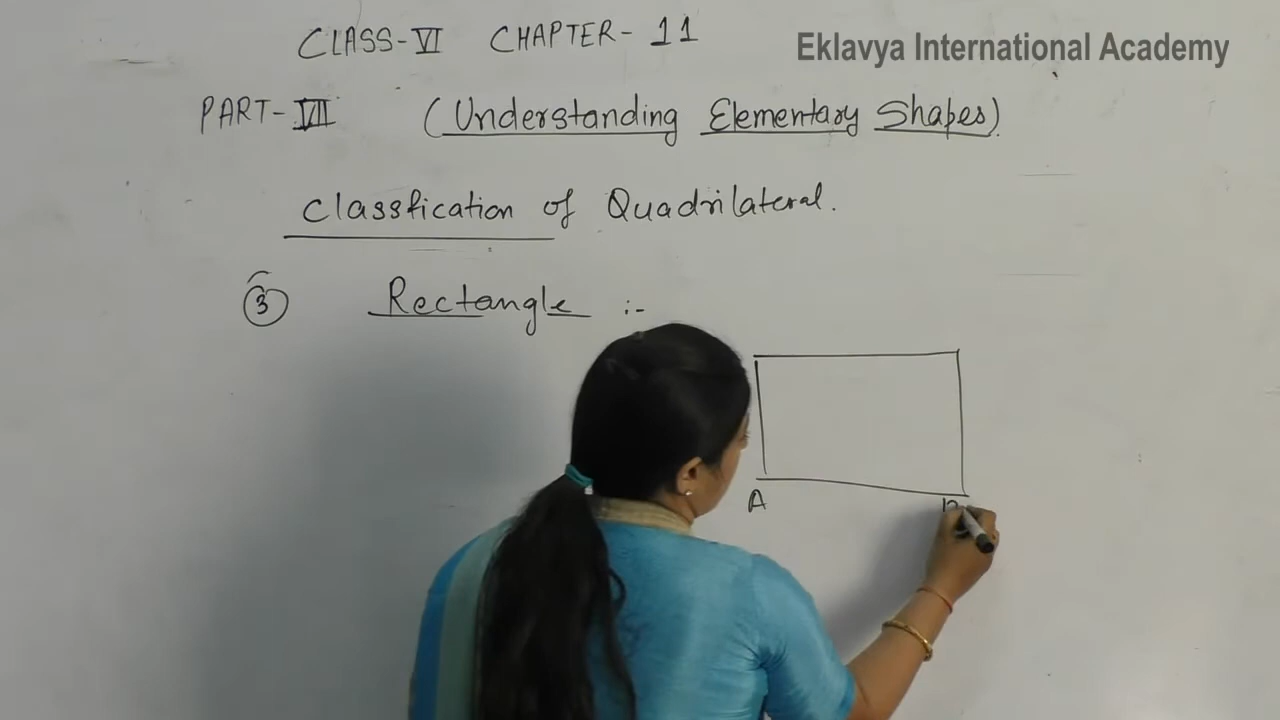 CLASS-VI CHAPTER-11
Eklavya International Academy
PART-VII (Understanding Elementary Shapes)
Classfication of Quadrilateral.
3 Rectangle :-
A